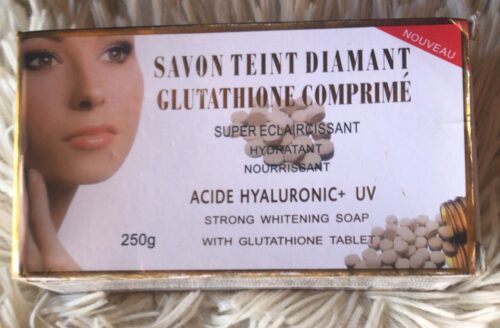 NOUVEAU
SAVON TEINT DIAMANT
GLUTATHIONE COMPRIMÉ
SUPER ECLAIRCISSANT
HYDRATANT
NOURRISSANT
ACIDE HYALURONIC+ UV
STRONG WHITENING SOAP
250g WITH GLUTATHIONE TABLET